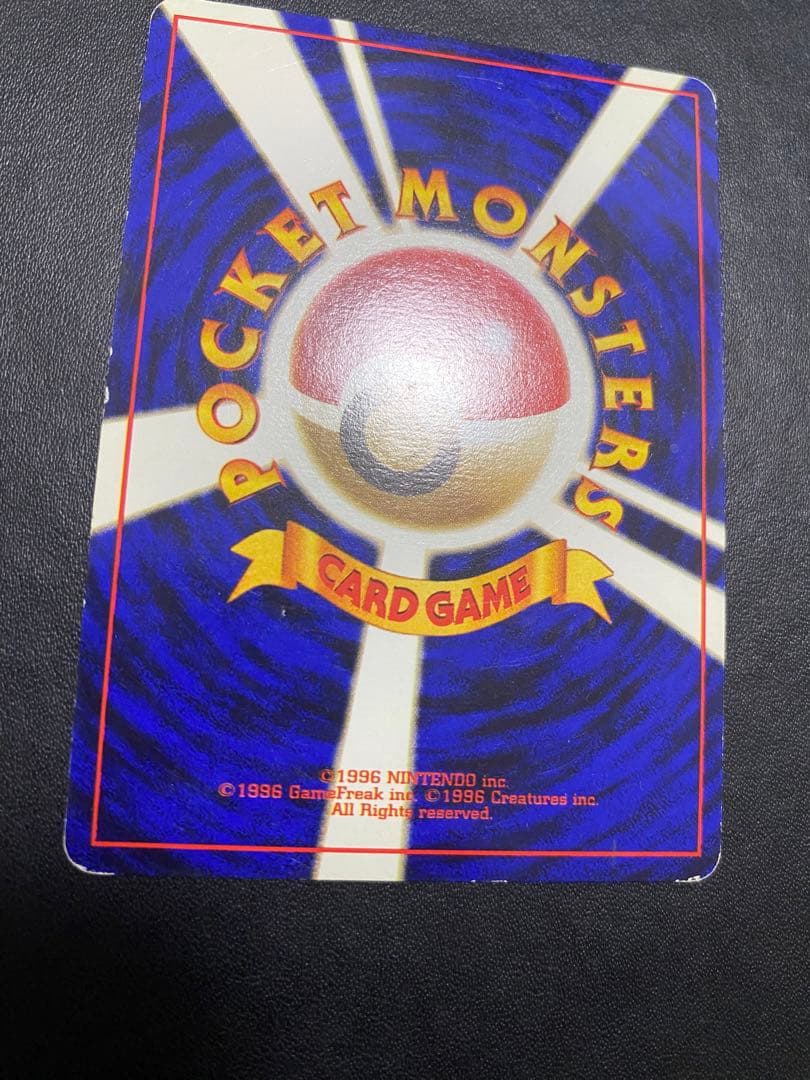 POCKET MONSTERS
CARD GAME
©1996 NINTENDO inc.
©1996 GameFreak inc. ©1996 Creatures inc.
All Rights reserved.